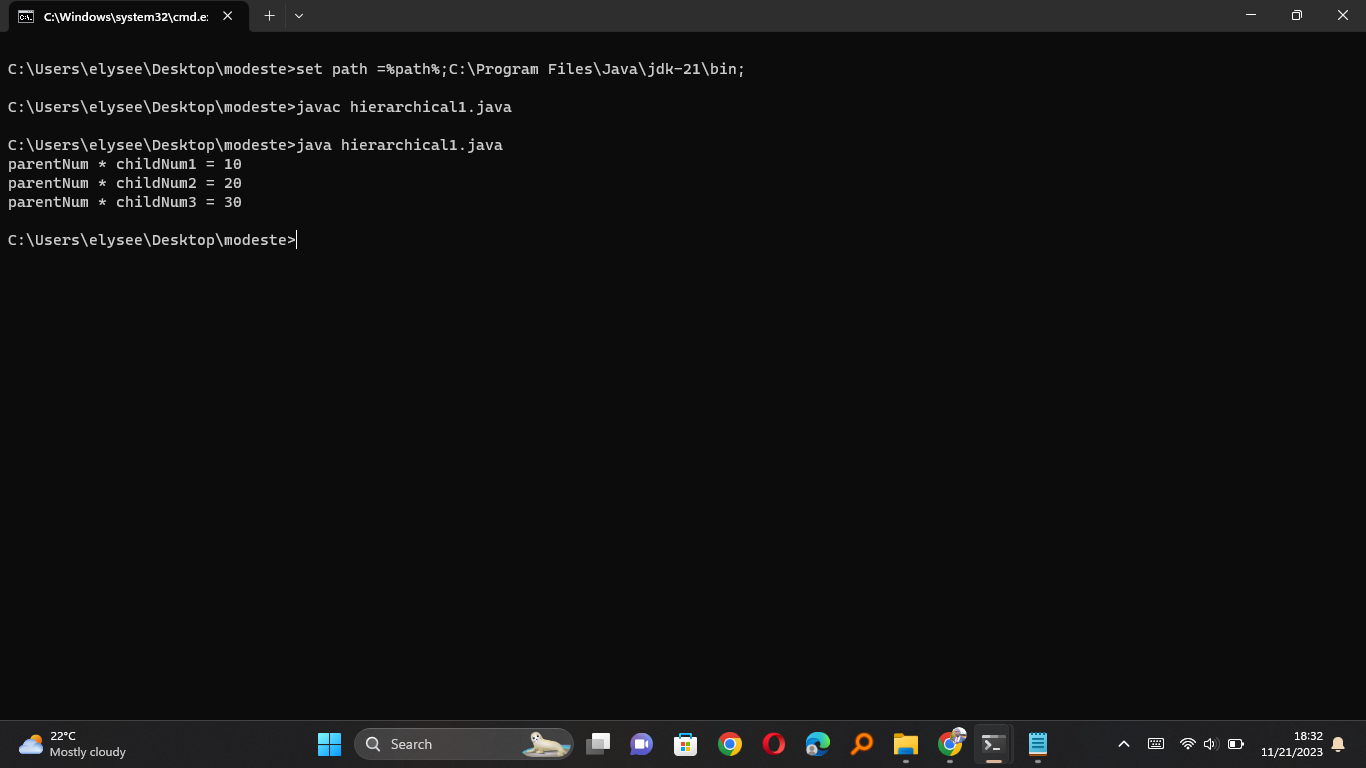 C:\Windows\system32\cmd.e:
C:\Users\elysee\Desktop\modeste>set path =%path%;C:\Program Files\Java\jdk-21\bin;
C:\Users\elysee\Desktop\modeste>javac hierarchical1.java
C:\Users\elysee\Desktop\modeste>java hierarchical1.java
parentNum * childNum1 = 10
parentNum * childNum2 = 20
parentNum * childNum3 = 30
C:\Users\elysee\Desktop\modeste>
22°C
Mostly cloudy
Search
18:32
11/21/2023